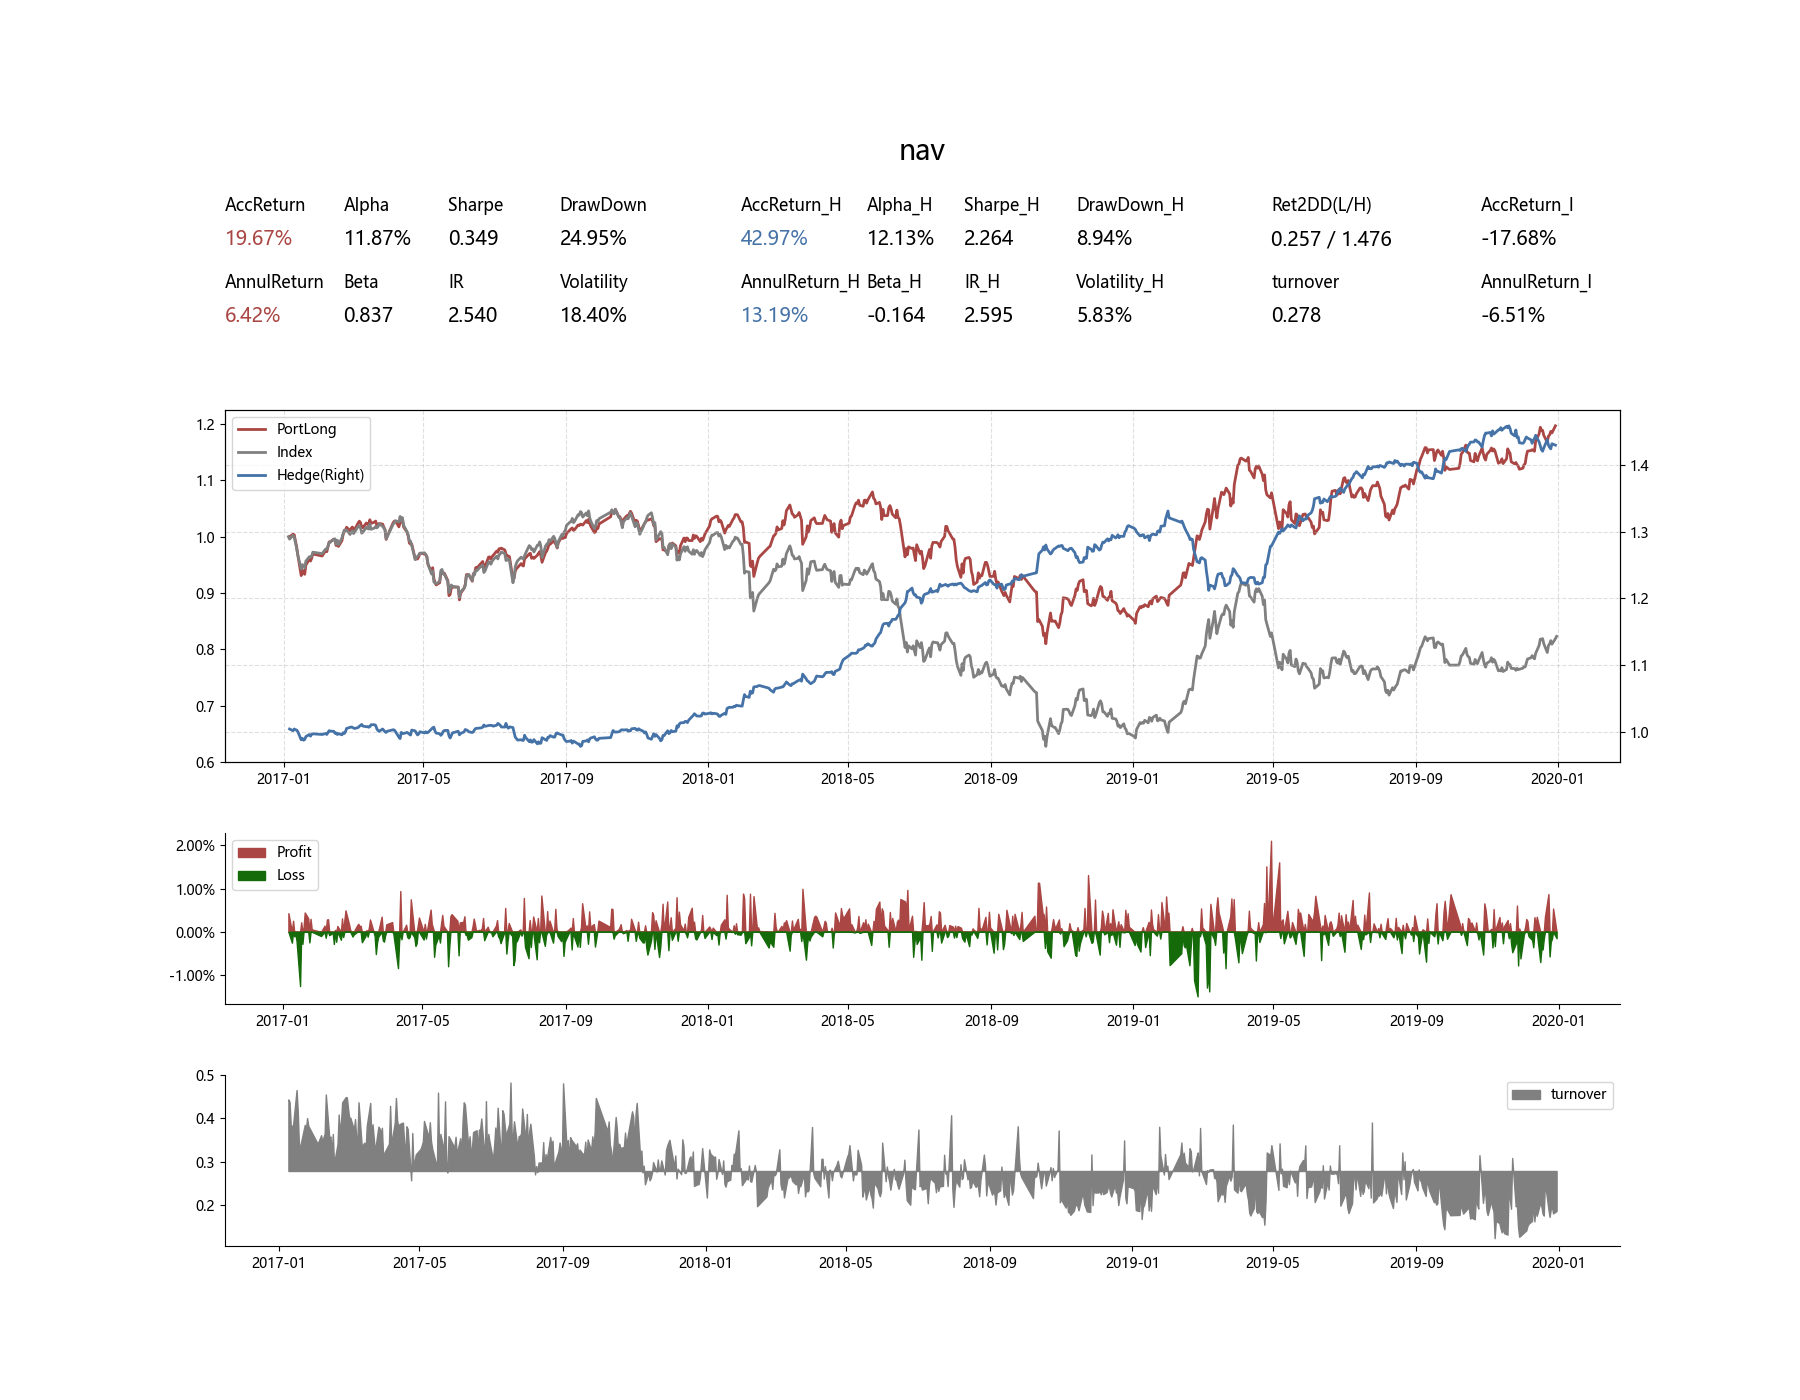 nav
AccReturn Alpha Sharpe DrawDown AccReturn_H Alpha_H Sharpe_H DrawDown_H Ret2DD(L/H) AccReturn_I
19.67% 11.87% 0.349 24.95% 42.97% 12.13% 2.264 8.94% 0.257 / 1.476 -17.68%
AnnulReturn Beta IR Volatility AnnulReturn_H Beta_H IR_H Volatility_H turnover AnnulReturn_I
6.42% 0.837 2.540 18.40% 13.19% -0.164 2.595 5.83% 0.278 -6.51%
PortLong
Index
Hedge(Right)
1.2
1.1
1.0
0.9
0.8
0.7
0.6
1.4
1.3
1.2
1.1
1.0
2017-01 2017-05 2017-09 2018-01 2018-05 2018-09 2019-01 2019-05 2019-09 2020-01
Profit
Loss
2.00%
1.00%
0.00%
-1.00%
2017-01 2017-05 2017-09 2018-01 2018-05 2018-09 2019-01 2019-05 2019-09 2020-01
turnover
0.5
0.4
0.3
0.2
2017-01 2017-05 2017-09 2018-01 2018-05 2018-09 2019-01 2019-05 2019-09 2020-01